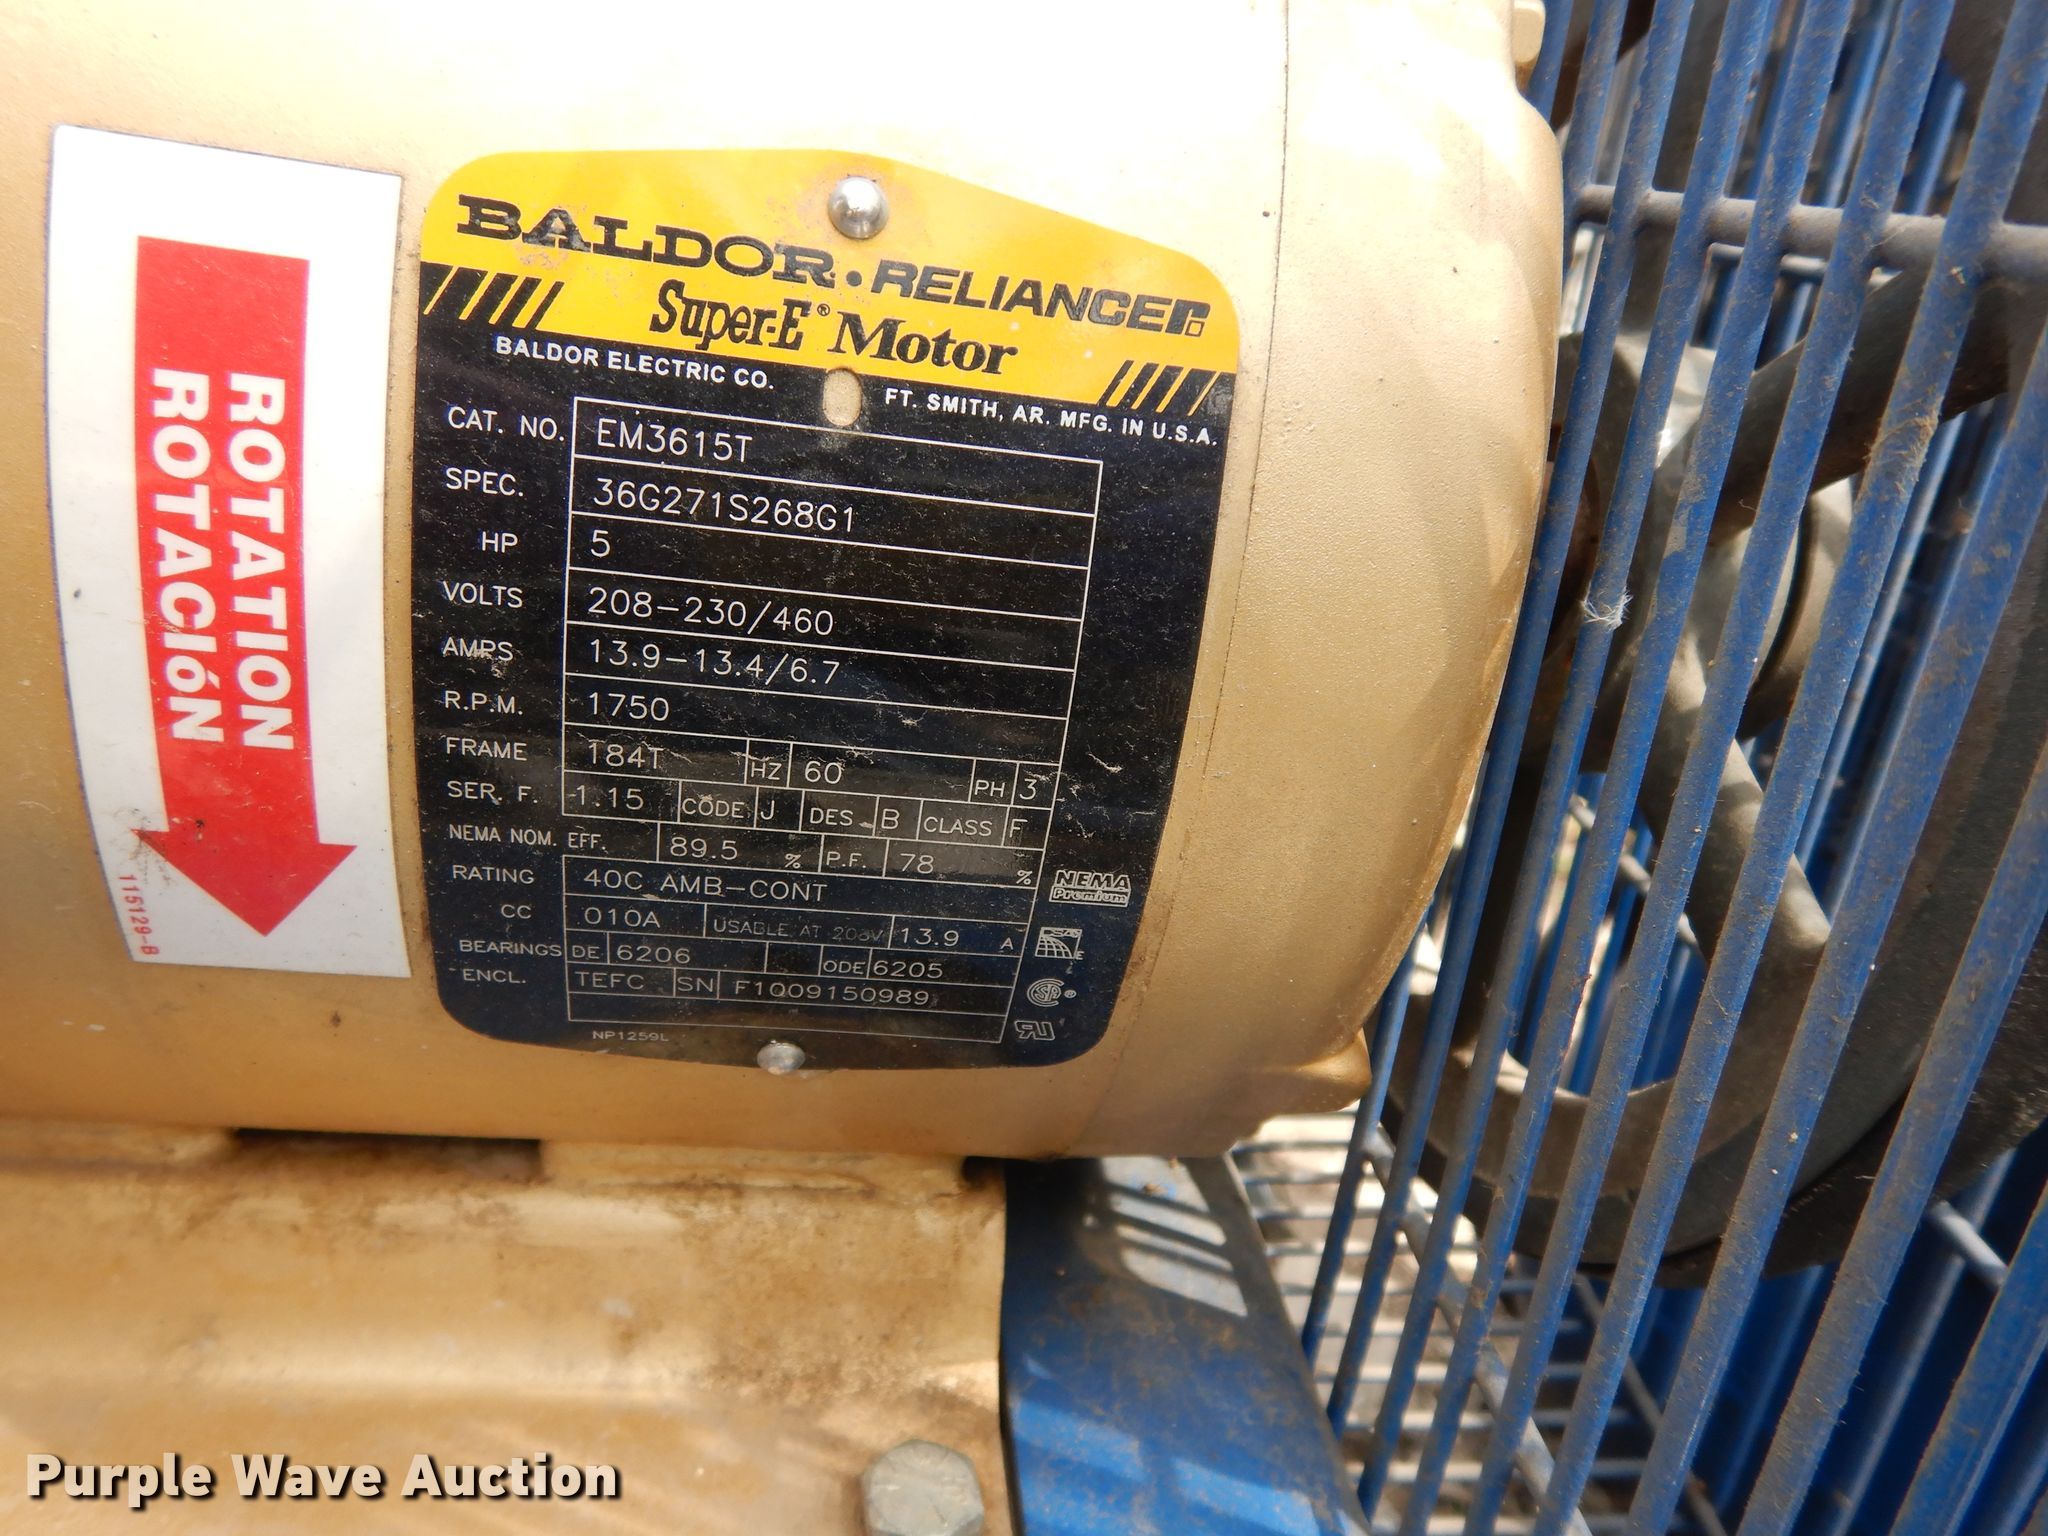 BALDOR • RELIANCER
Super-E® Motor
BALDOR ELECTRIC CO. FT. SMITH, AR. MFG. IN U.S.A.
CAT. NO. EM3615T
SPEC. 36G271S268G1
HP 5
VOLTS 208-230/460
AMPS 13.9-13.4/6.7
R.P.M. 1750
FRAME 184T HZ 60 PH 3
SER. F. 1.15 CODE J DES B CLASS F
NEMA NOM. EFF. 89.5 % P.F. 78 %
RATING 40C AMB-CONT
CC 010A USABLE AT 208V 13.9 A
BEARINGS DE 6206 ODE 6205
ENCL. TEFC SN F1009150989
NP1259L
NEMA
Premium
ROTATION
ROTACIÓN
115129-B
Purple Wave Auction